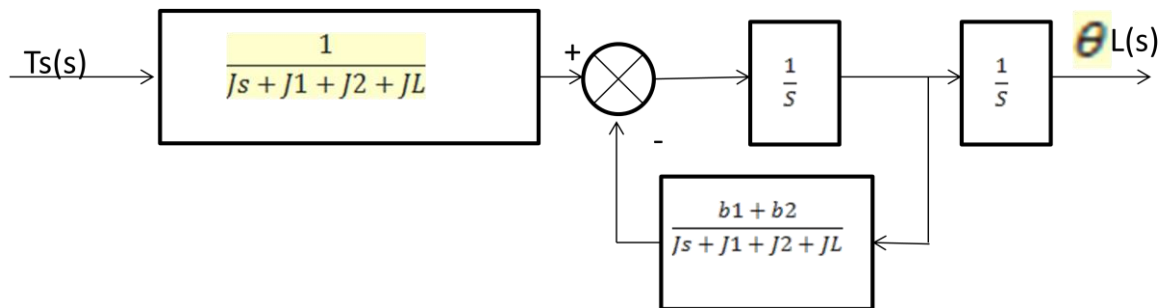 Ts(s)
1
Js + J1 + J2 + JL
+
-
1
S
1
S
θL(s)
b1 + b2
Js + J1 + J2 + JL